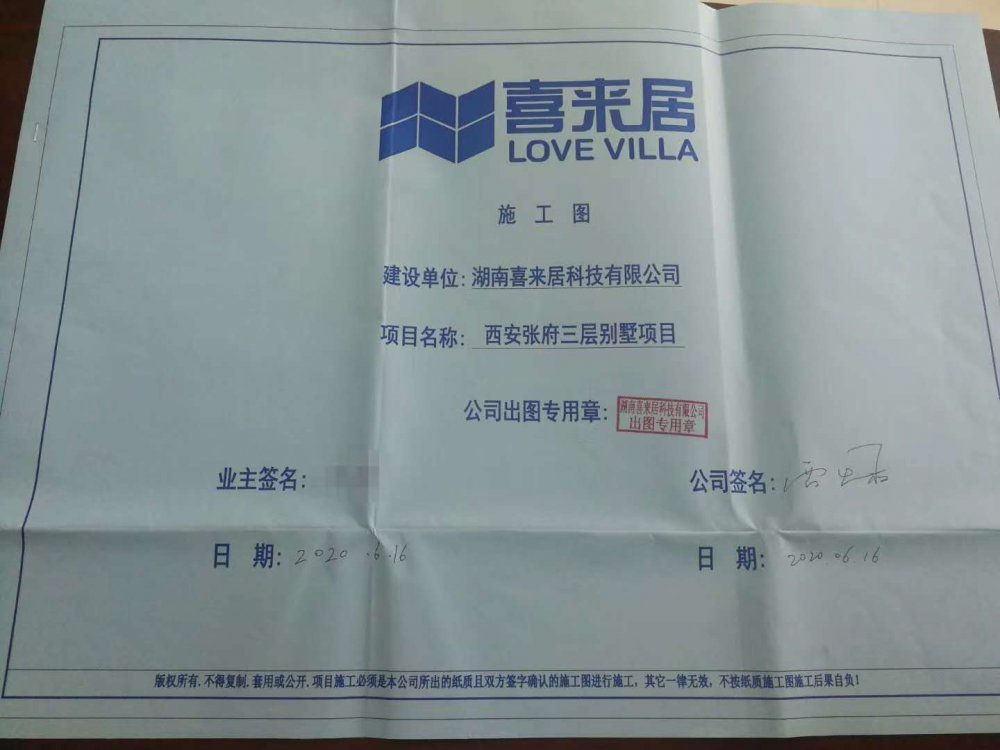 喜来居
LOVE VILLA
施 工 图
建设单位：湖南喜来居科技有限公司
项目名称： 西安张府三层别墅项目
公司出图专用章：
湖南喜来居科技有限公司
出图专用章
业主签名：
公司签名：
日 期：2020.6.16
日 期：2020.06.16
版权所有.不得复制.套用或公开.项目施工必须是本公司所出的纸质且双方签字确认的施工图进行施工，其它一律无效，不按纸质施工图施工后果自负！